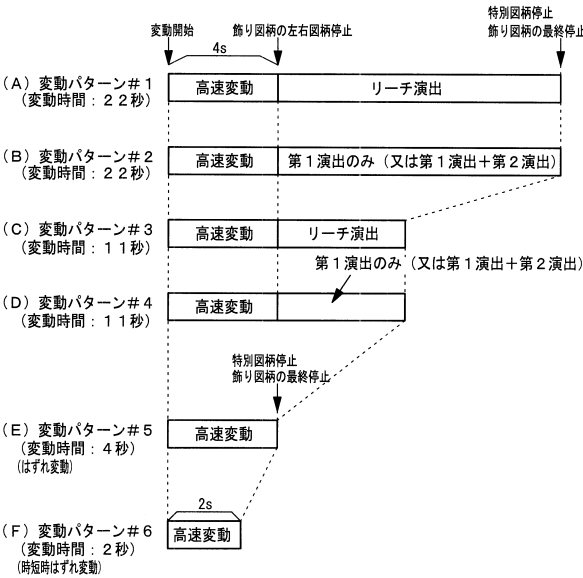 特別図柄停止
変動開始 飾り図柄の左右図柄停止 飾り図柄の最終停止
4s
(A) 変動パターン#1 高速変動 リーチ演出
(変動時間:22秒)
(B) 変動パターン#2 高速変動 第1演出のみ (又は第1演出+第2演出)
(変動時間:22秒)
(C) 変動パターン#3 高速変動 リーチ演出
(変動時間:11秒)
第1演出のみ (又は第1演出+第2演出)
(D) 変動パターン#4 高速変動
(変動時間:11秒)
特別図柄停止
飾り図柄の最終停止
(E) 変動パターン#5 高速変動
(変動時間:4秒)
(はずれ変動)
2s
(F) 変動パターン#6 高速変動
(変動時間:2秒)
(時短時はずれ変動)